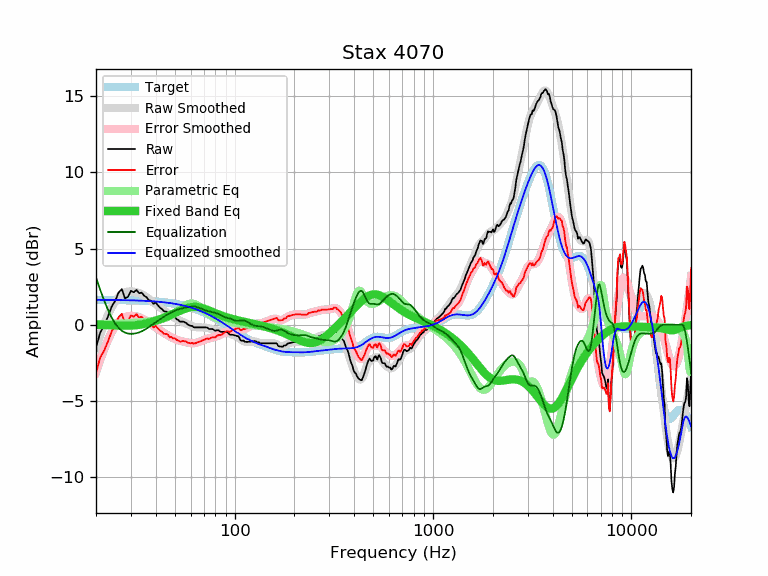 Stax 4070
Target
Raw Smoothed
Error Smoothed
Raw
Error
Parametric Eq
Fixed Band Eq
Equalization
Equalized smoothed
15
10
5
0
−5
−10
Amplitude (dBr)
100
1000
10000
Frequency (Hz)